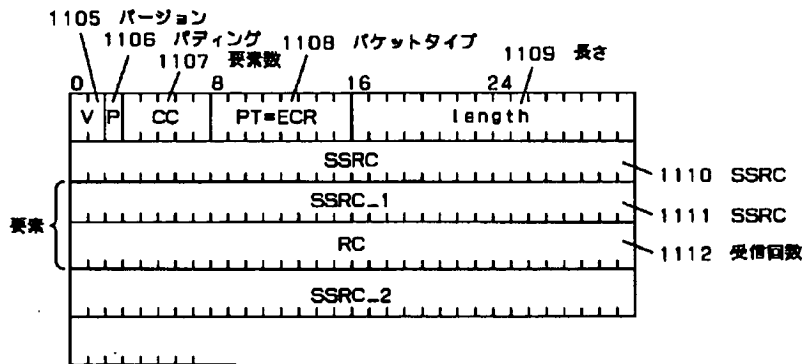 1105 バージョン
1106 パディング
1107 要素数
1108 パケットタイプ
1109 長さ
0 8 16 24
V P CC PT=ECR length
SSRC
1110 SSRC
要素
SSRC_1
1111 SSRC
RC
1112 受信回数
SSRC_2